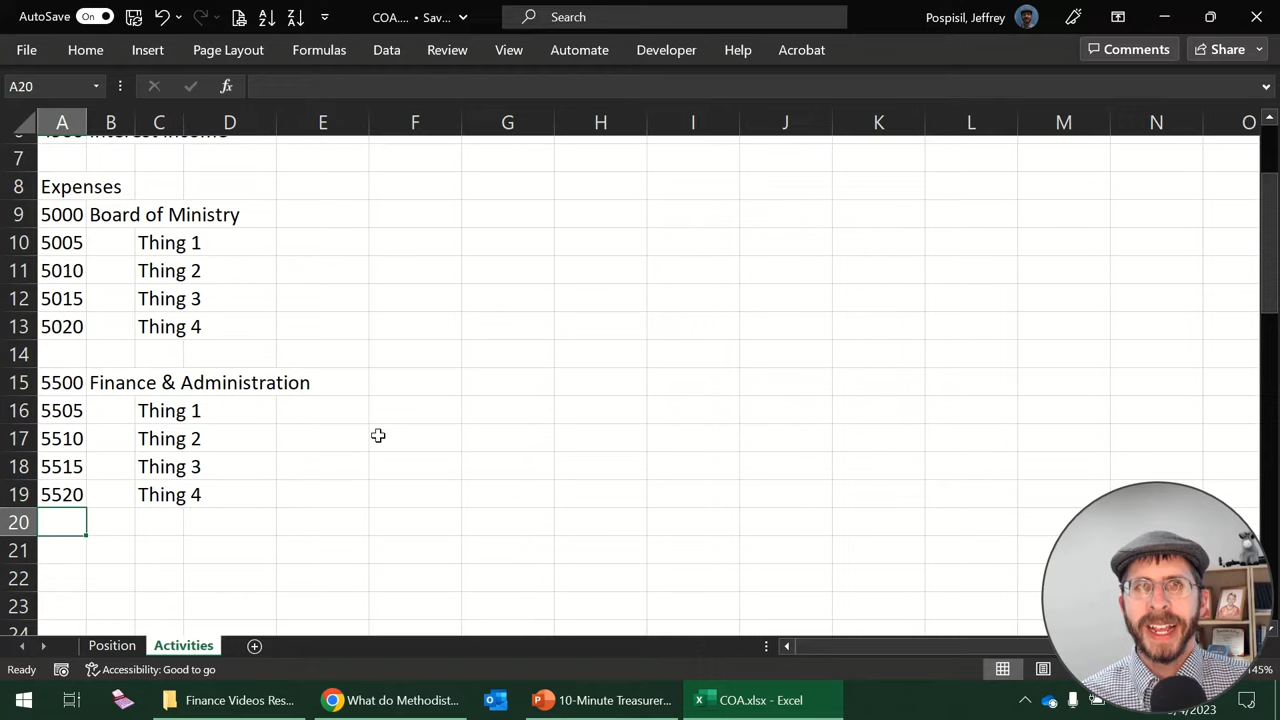 AutoSave On COA.... • Sav... Search Pospisil, Jeffrey
File Home Insert Page Layout Formulas Data Review View Automate Developer Help Acrobat Comments Share
A20 fx
A B C D E F G H I J K L M N O
7
8 Expenses
9 5000 Board of Ministry
10 5005 Thing 1
11 5010 Thing 2
12 5015 Thing 3
13 5020 Thing 4
14
15 5500 Finance & Administration
16 5505 Thing 1
17 5510 Thing 2
18 5515 Thing 3
19 5520 Thing 4
20
21
22
23
24
Position Activities
Ready Accessibility: Good to go 145%
Finance Videos Res... What do Methodist... 10-Minute Treasurer... COA.xlsx - Excel /4/2023